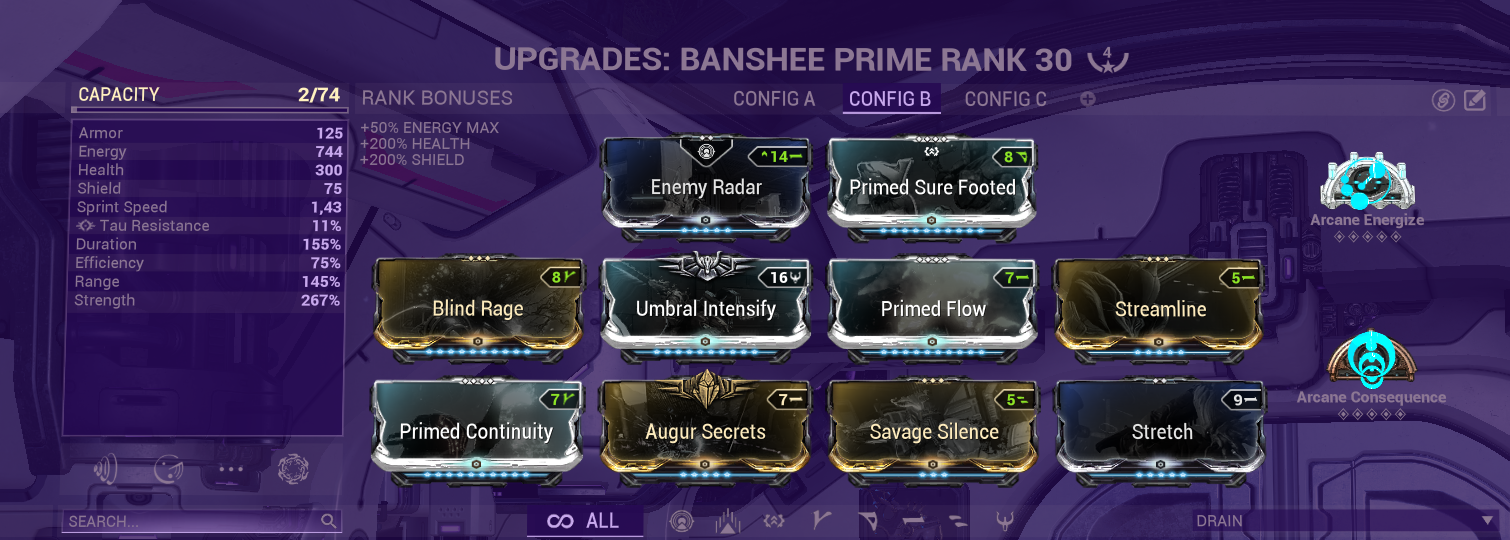 UPGRADES: BANSHEE PRIME RANK 30 4
CAPACITY 2/74
RANK BONUSES
CONFIG A CONFIG B CONFIG C
+50% ENERGY MAX
+200% HEALTH
+200% SHIELD
Armor 125
Energy 744
Health 300
Shield 75
Sprint Speed 1,43
Tau Resistance 11%
Duration 155%
Efficiency 75%
Range 145%
Strength 267%
14
Enemy Radar
8
Primed Sure Footed
Arcane Energize
8
Blind Rage
16
Umbral Intensify
7
Primed Flow
5
Streamline
Arcane Consequence
7
Primed Continuity
7
Augur Secrets
5
Savage Silence
9
Stretch
SEARCH...
ALL
DRAIN